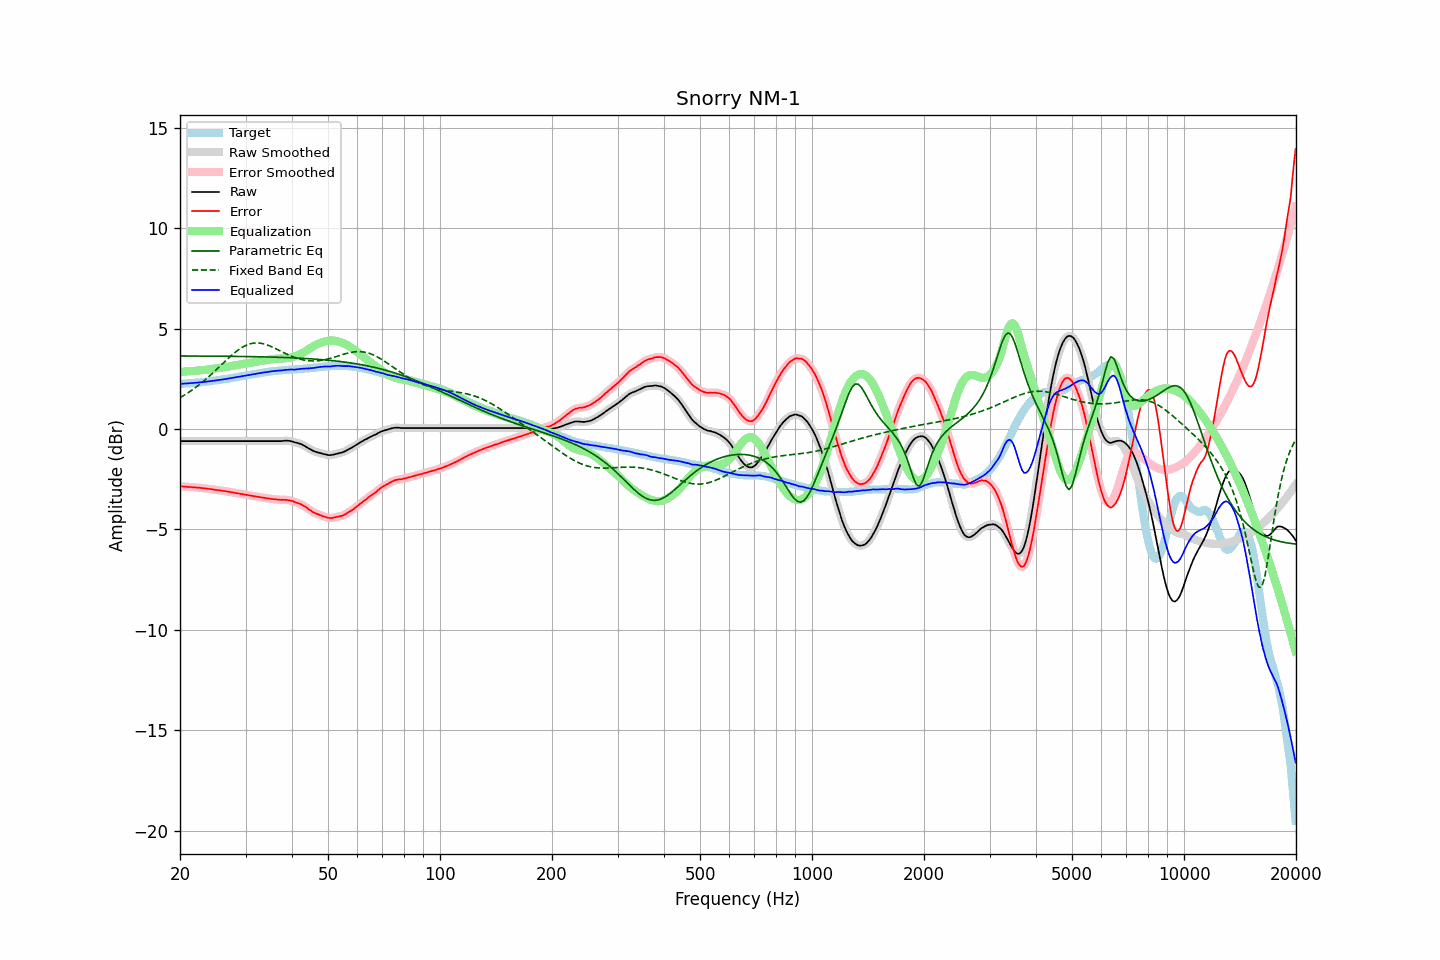 Snorry NM-1
Target
Raw Smoothed
Error Smoothed
Raw
Error
Equalization
Parametric Eq
Fixed Band Eq
Equalized
Amplitude (dBr)
15
10
5
0
−5
−10
−15
−20
20 50 100 200 500 1000 2000 5000 10000 20000
Frequency (Hz)